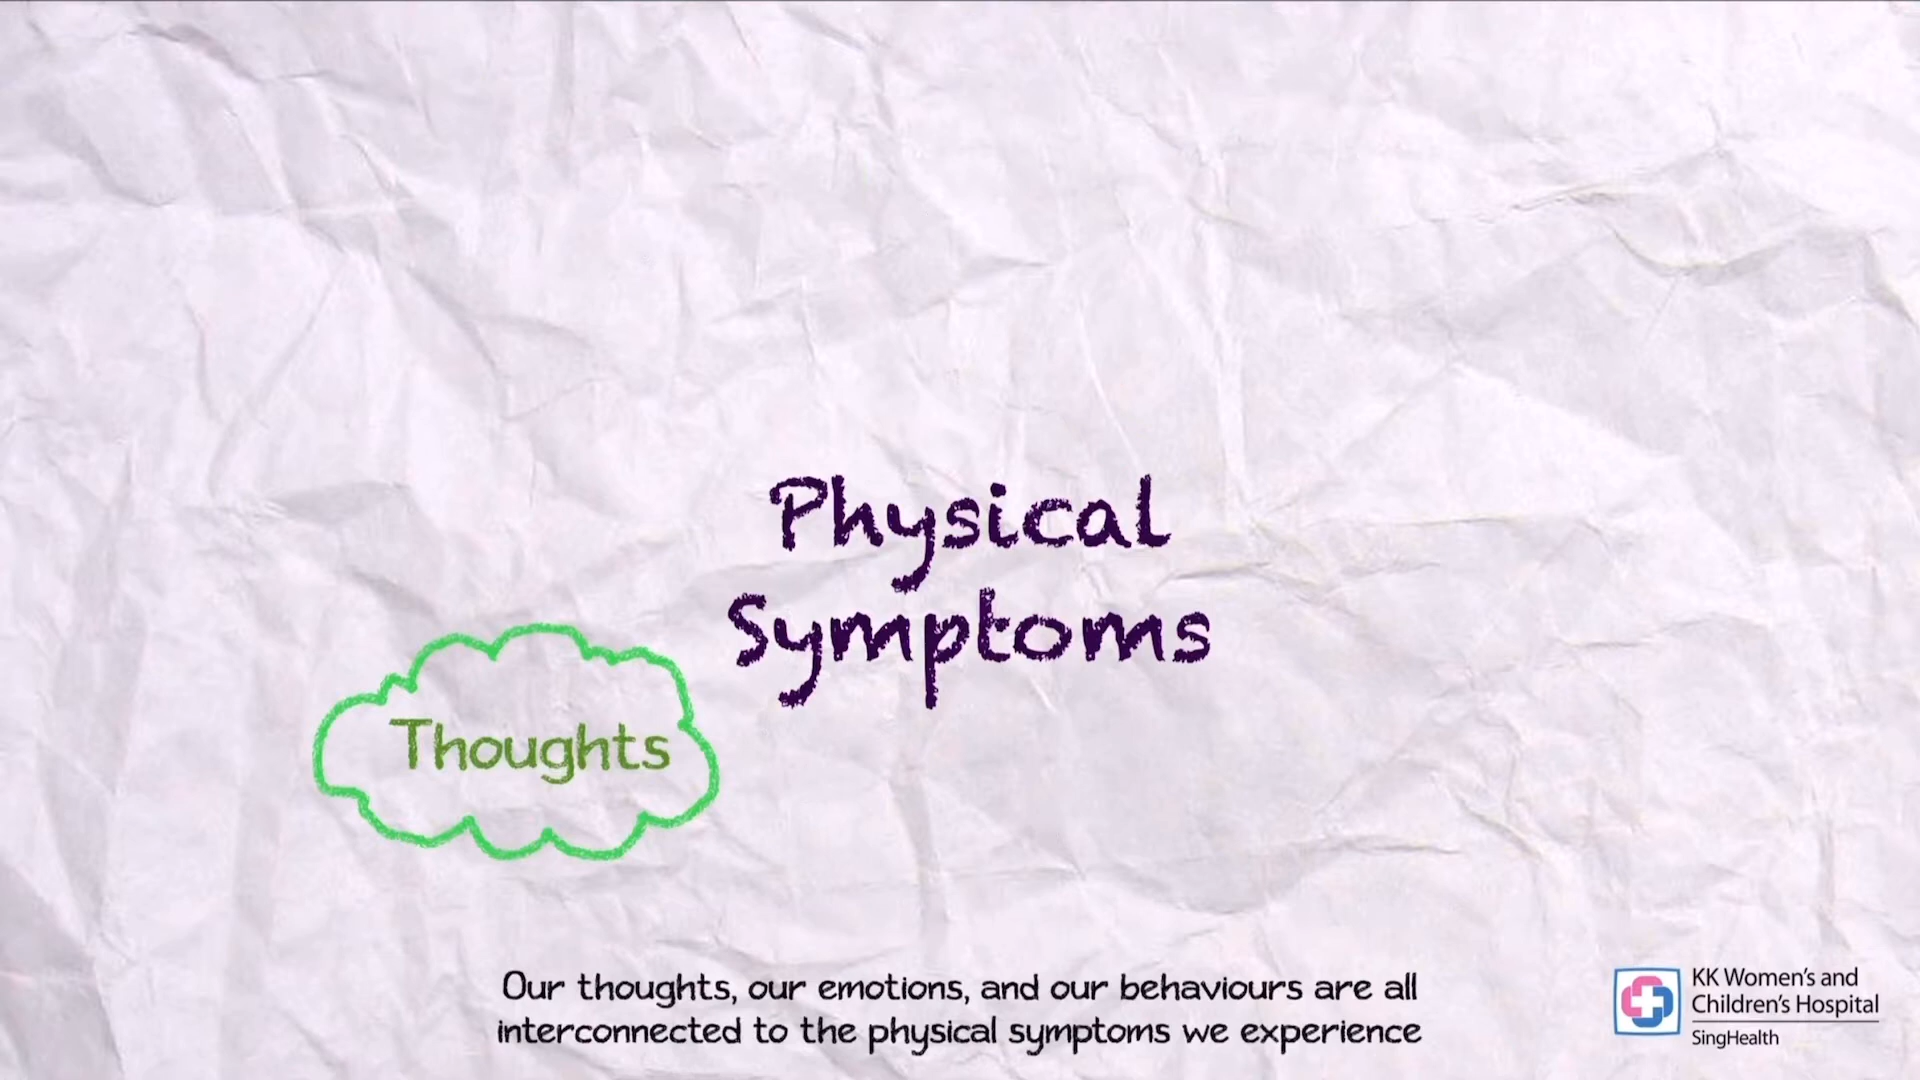 Physical
Symptoms
Thoughts
Our thoughts, our emotions, and our behaviours are all
interconnected to the physical symptoms we experience
KK Women's and
Children's Hospital
SingHealth